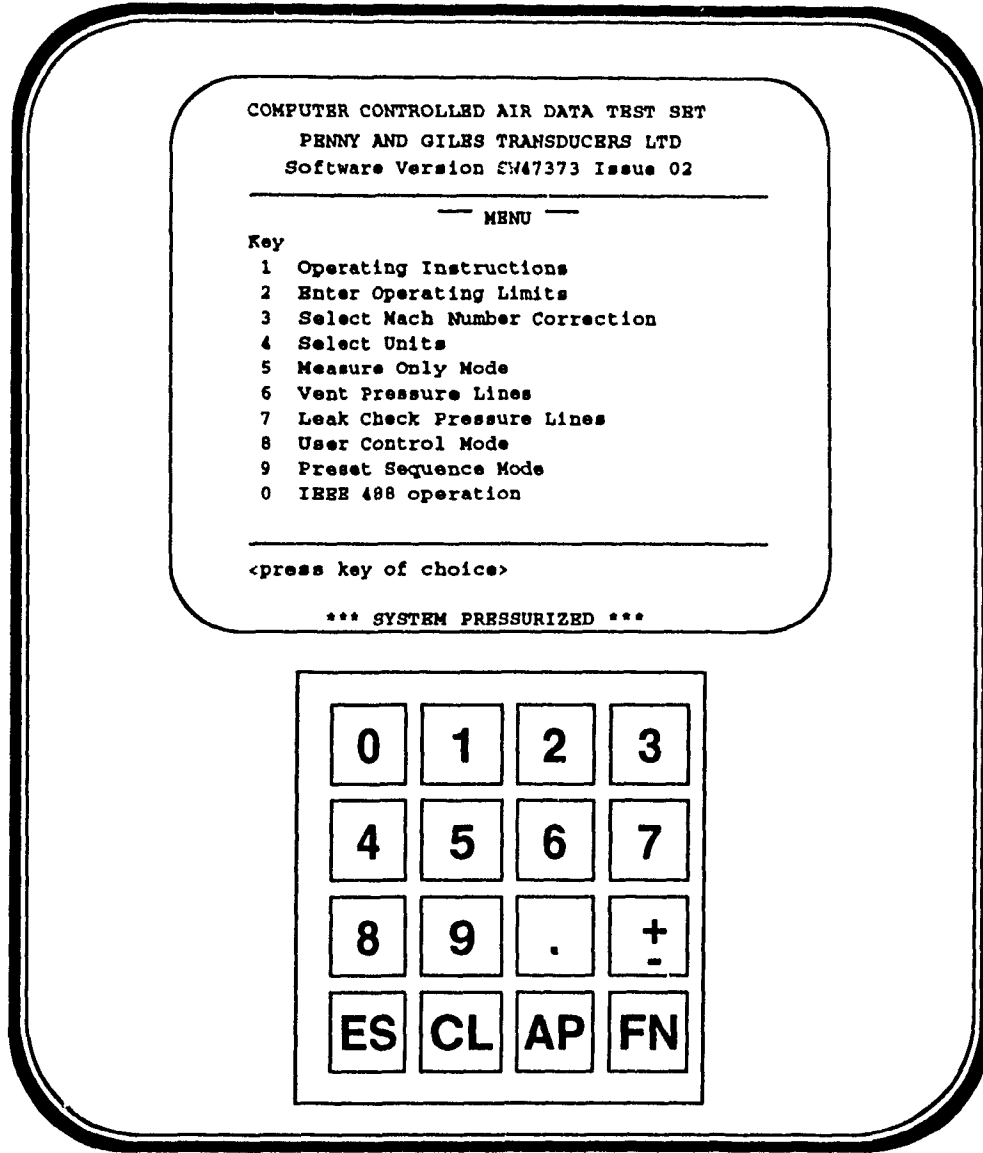 COMPUTER CONTROLLED AIR DATA TEST SET
PENNY AND GILES TRANSDUCERS LTD
Software Version SW47373 Issue 02
MENU
Key
1 Operating Instructions
2 Enter Operating Limits
3 Select Mach Number Correction
4 Select Units
5 Measure Only Mode
6 Vent Pressure Lines
7 Leak Check Pressure Lines
8 User Control Mode
9 Preset Sequence Mode
0 IEEE 488 operation
<press key of choice>
*** SYSTEM PRESSURIZED ***
0 1 2 3
4 5 6 7
8 9 . + -
ES CL AP FN